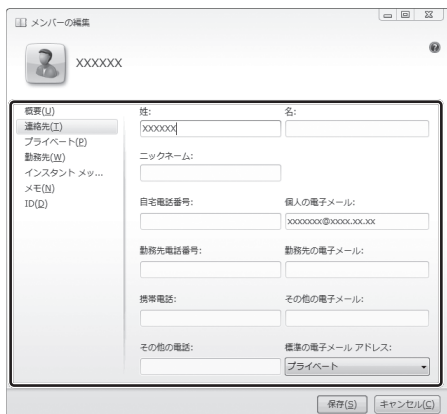 メンバーの編集
xxxxxx
概要(U)
連絡先(T)
プライベート(P)
勤務先(W)
インスタント メッ...
メモ(N)
ID(D)
姓:
名:
xxxxxx
ニックネーム:
自宅電話番号:
個人の電子メール:
xxxxxxx@xxxx.xx.xx
勤務先電話番号:
勤務先の電子メール:
携帯電話:
その他の電子メール:
その他の電話:
標準の電子メール アドレス:
プライベート
保存(S)
キャンセル(C)